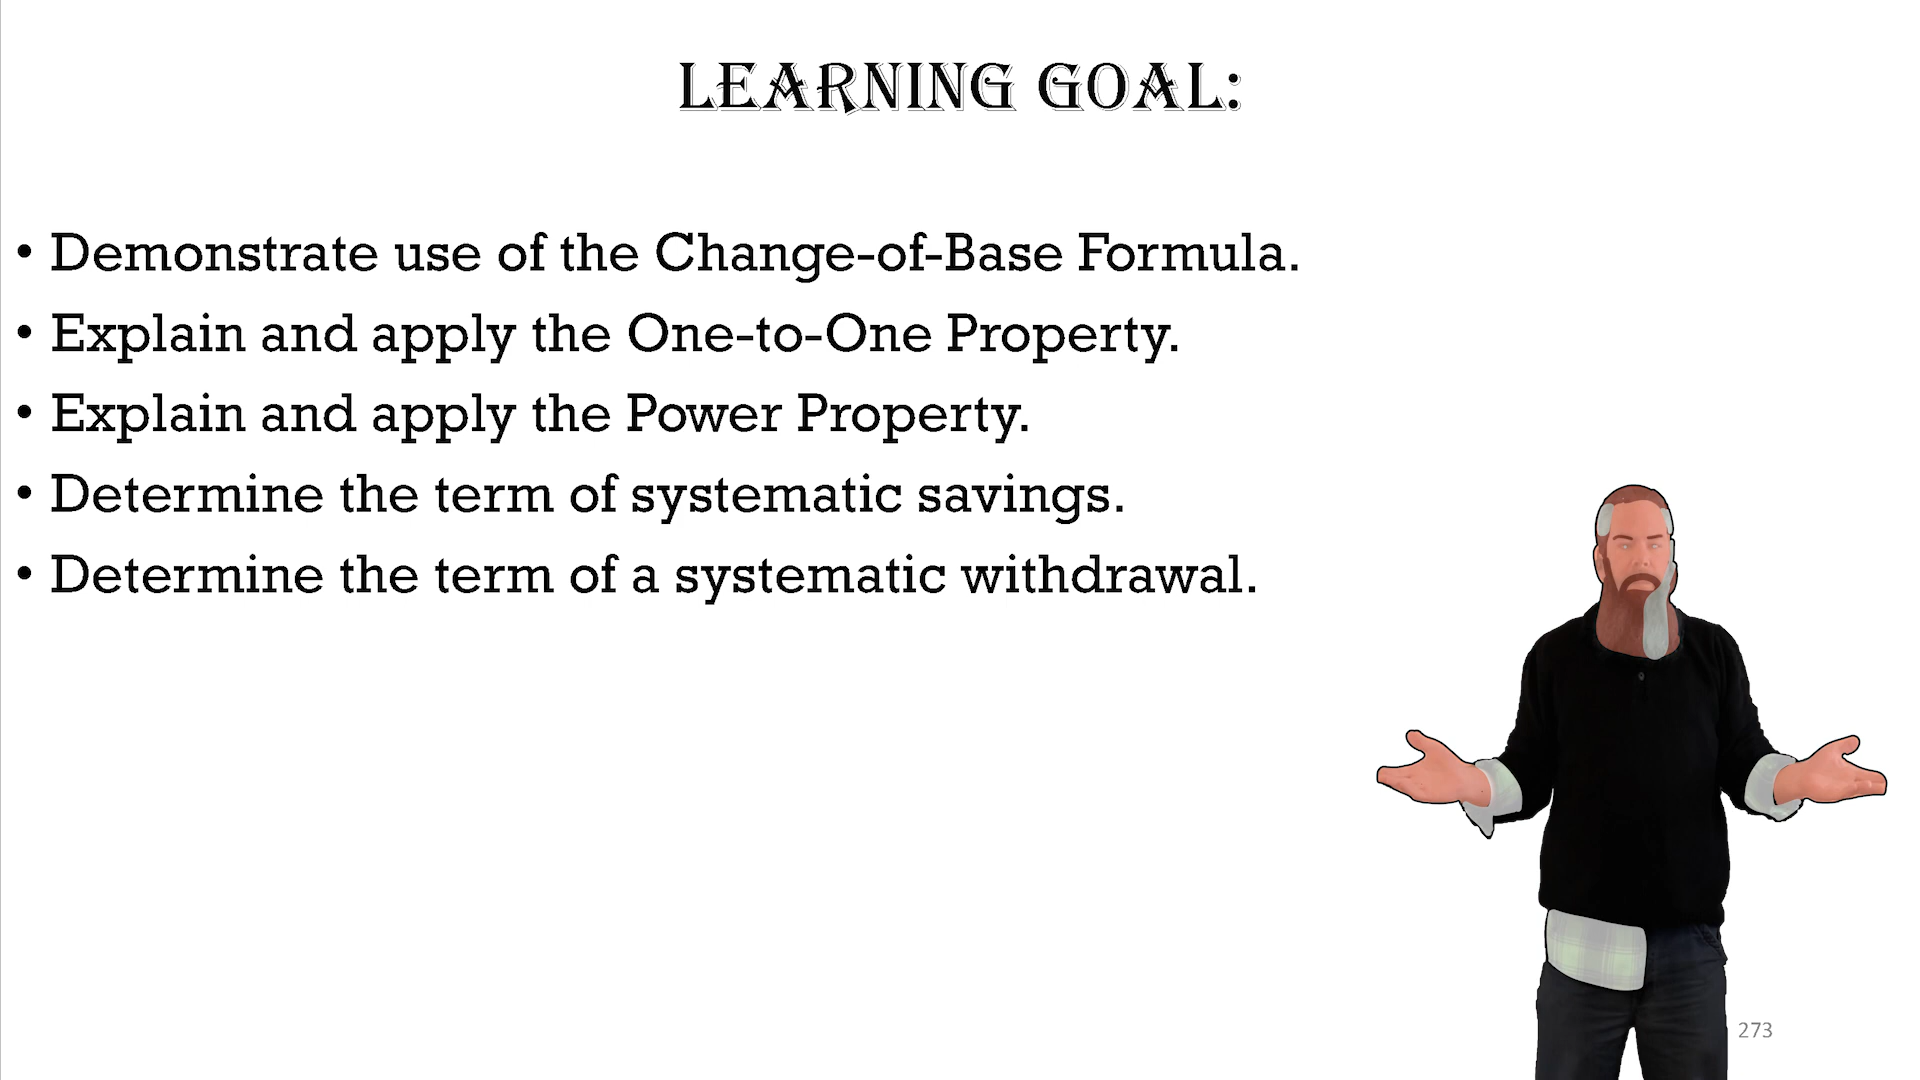 LEARNING GOAL:
• Demonstrate use of the Change-of-Base Formula.
• Explain and apply the One-to-One Property.
• Explain and apply the Power Property.
• Determine the term of systematic savings.
• Determine the term of a systematic withdrawal.
273